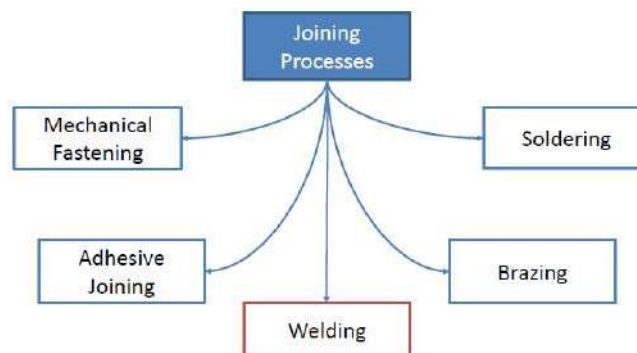 Joining
Processes
Mechanical
Fastening
Soldering
Adhesive
Joining
Brazing
Welding